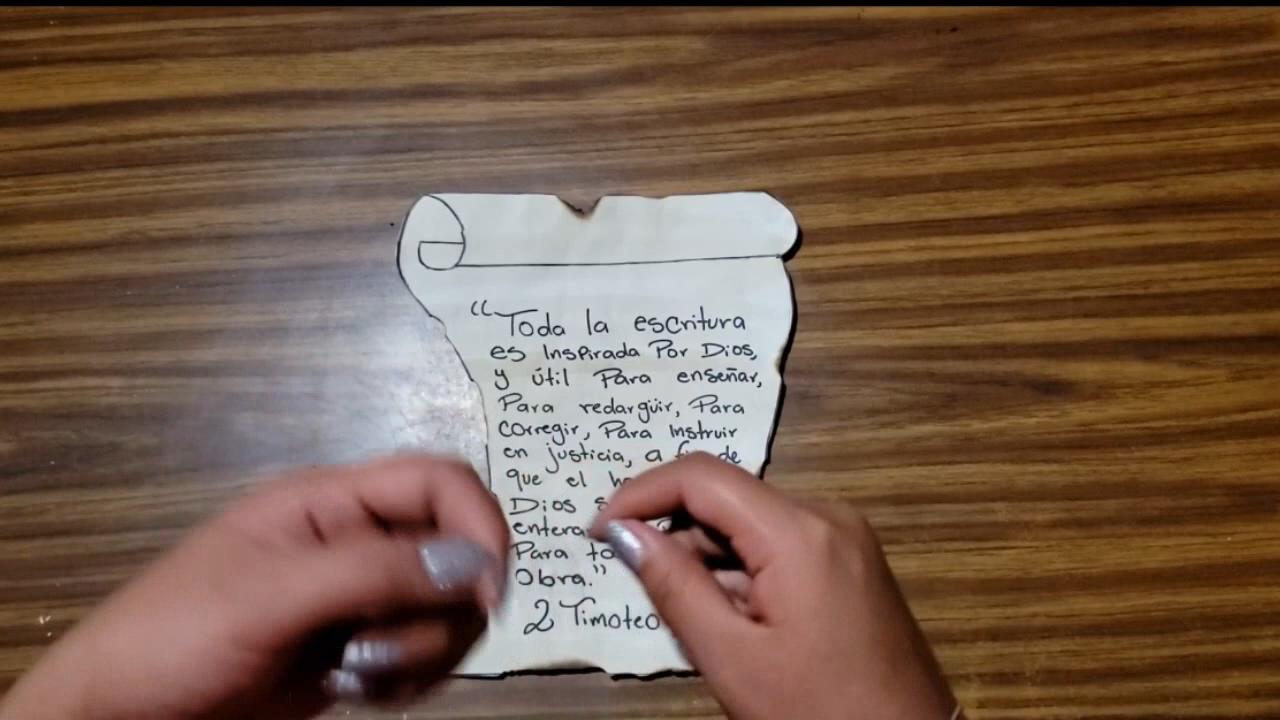 “Toda la escritura
es Inspirada Por Dios,
y útil Para enseñar,
Para redargüir, Para
corregir, Para instruir
en justicia, a de
que el
Dios
Para
Obra.”
2 Timoteo